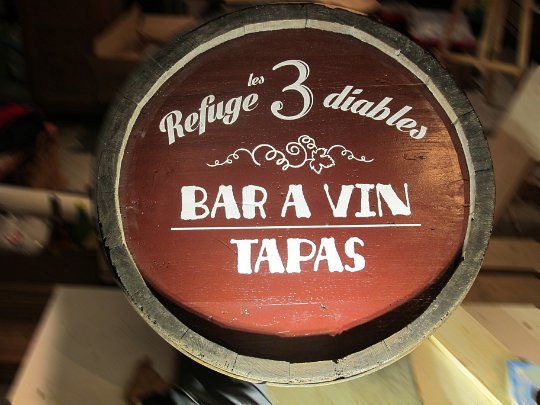 Refuge les 3 diables
BAR A VIN
TAPAS